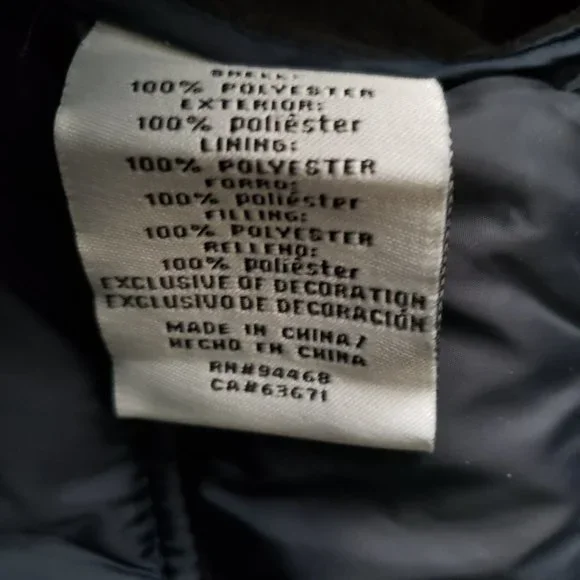 SHELL:
100% POLYESTER
EXTERIOR:
100% poliéster
LINING:
100% POLYESTER
FORRO:
100% poliéster
FILLING:
100% POLYESTER
RELLENO:
100% poliéster
EXCLUSIVE OF DECORATION
EXCLUSIVO DE DECORACIÓN
MADE IN CHINA/
HECHO EN CHINA
RN#94468
CA#63671